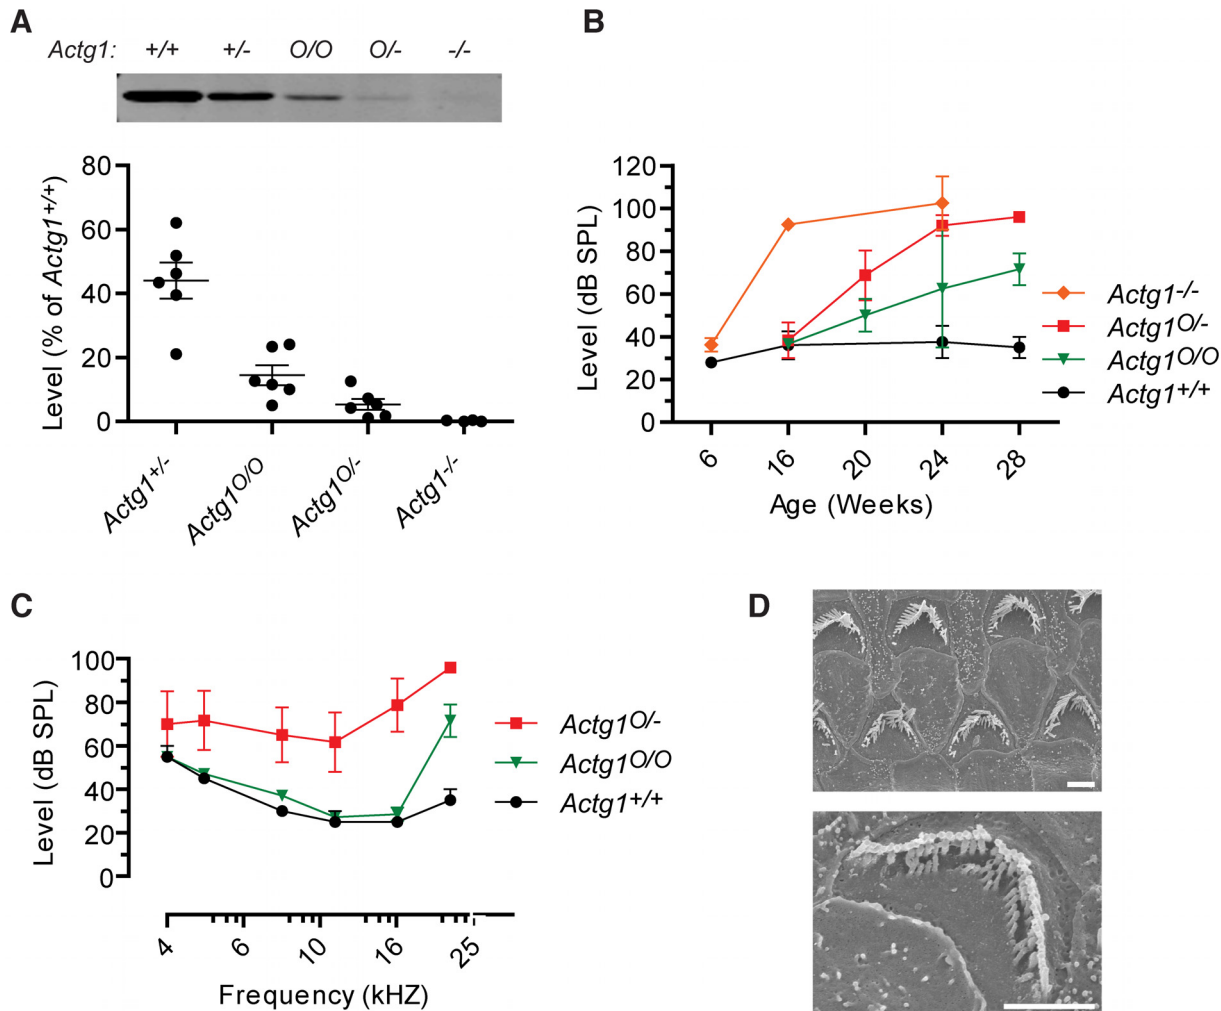 A
Actg1: +/+ +/- O/O O/- -/-
Level (% of Actg1+/+)
80
60
40
20
0
Actg1+/-
Actg1O/O
Actg1O/-
Actg1-/-
B
Level (dB SPL)
120
100
80
60
40
20
0
6 16 20 24 28
Age (Weeks)
Actg1-/-
Actg1O/-
Actg1O/O
Actg1+/+
C
Level (dB SPL)
100
80
60
40
20
0
4 6 10 16 25
Frequency (kHZ)
Actg1O/-
Actg1O/O
Actg1+/+
D